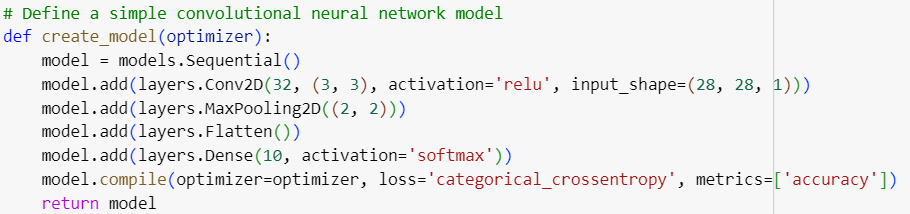 # Define a simple convolutional neural network model
def create_model(optimizer):
    model = models.Sequential()
    model.add(layers.Conv2D(32, (3, 3), activation='relu', input_shape=(28, 28, 1)))
    model.add(layers.MaxPooling2D((2, 2)))
    model.add(layers.Flatten())
    model.add(layers.Dense(10, activation='softmax'))
    model.compile(optimizer=optimizer, loss='categorical_crossentropy', metrics=['accuracy'])
    return model